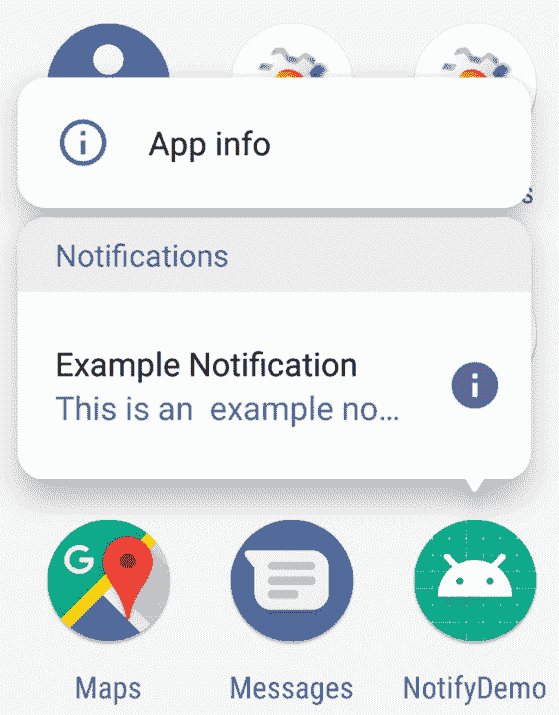 App info
s
Notifications
Example Notification
This is an example no...
G
Maps
Messages
NotifyDemo